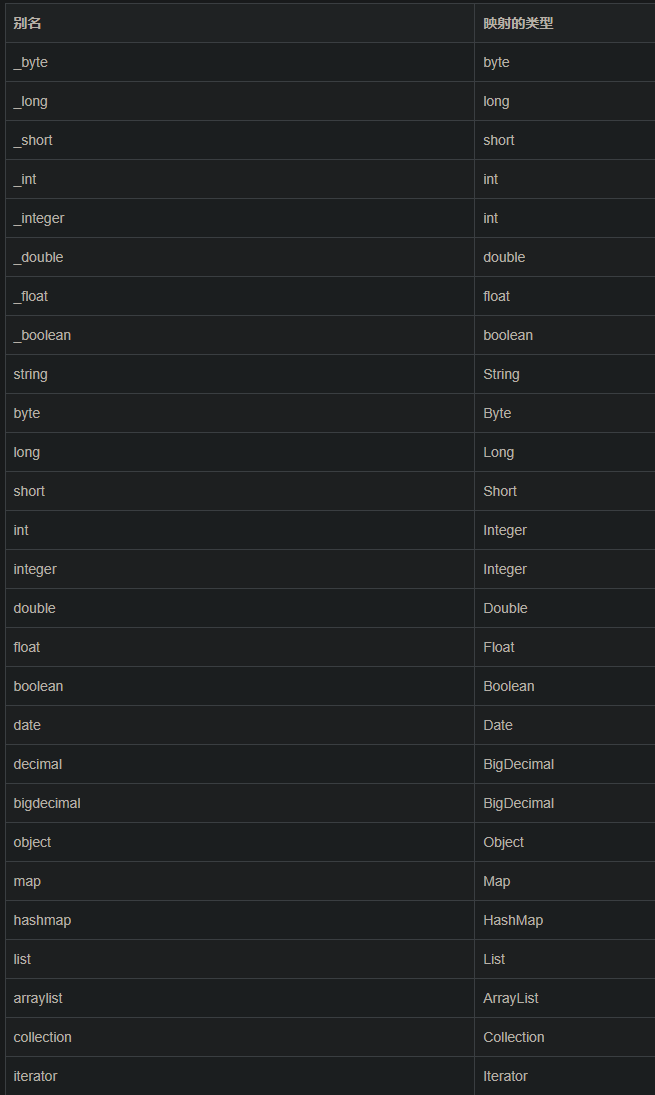 别名 映射的类型
_byte byte
_long long
_short short
_int int
_integer int
_double double
_float float
_boolean boolean
string String
byte Byte
long Long
short Short
int Integer
integer Integer
double Double
float Float
boolean Boolean
date Date
decimal BigDecimal
bigdecimal BigDecimal
object Object
map Map
hashmap HashMap
list List
arraylist ArrayList
collection Collection
iterator Iterator